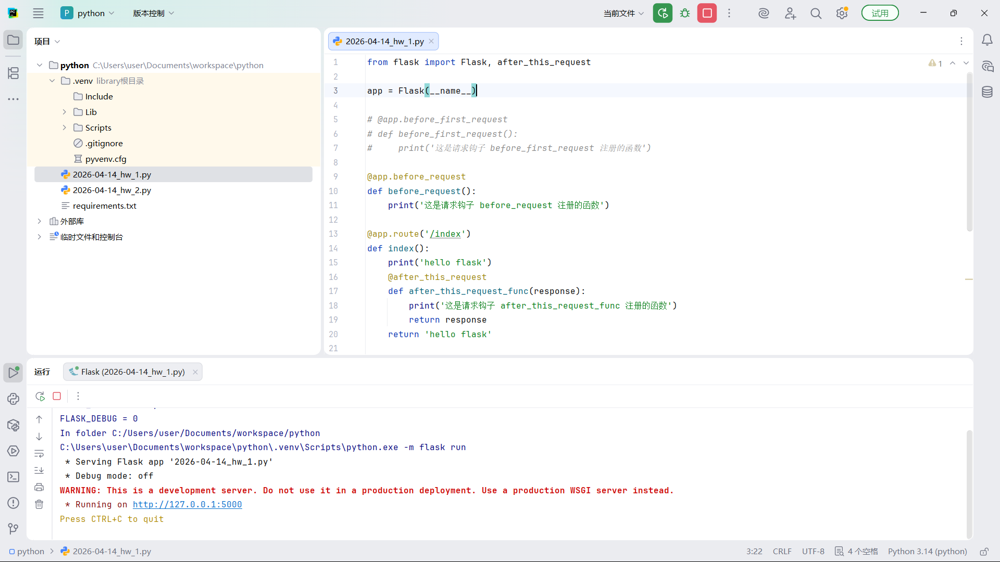 P python 版本控制 当前文件 试用
项目
python C:\Users\user\Documents\workspace\python
.venv library根目录
Include
Lib
Scripts
.gitignore
pyvenv.cfg
2026-04-14_hw_1.py
2026-04-14_hw_2.py
requirements.txt
外部库
临时文件和控制台
2026-04-14_hw_1.py
1 from flask import Flask, after_this_request
1
2
3 app = Flask(__name__)
4
5 # @app.before_first_request
6 # def before_first_request():
7 #     print('这是请求钩子 before_first_request 注册的函数')
8
9 @app.before_request
10 def before_request():
11     print('这是请求钩子 before_request 注册的函数')
12
13 @app.route('/index')
14 def index():
15     print('hello flask')
16     @after_this_request
17     def after_this_request_func(response):
18         print('这是请求钩子 after_this_request_func 注册的函数')
19         return response
20     return 'hello flask'
21
运行 Flask (2026-04-14_hw_1.py)
FLASK_DEBUG = 0
In folder C:/Users/user/Documents/workspace/python
C:\Users\user\Documents\workspace\python\.venv\Scripts\python.exe -m flask run
 * Serving Flask app '2026-04-14_hw_1.py'
 * Debug mode: off
WARNING: This is a development server. Do not use it in a production deployment. Use a production WSGI server instead.
 * Running on http://127.0.0.1:5000
Press CTRL+C to quit
python 2026-04-14_hw_1.py 3:22 CRLF UTF-8 4 个空格 Python 3.14 (python)